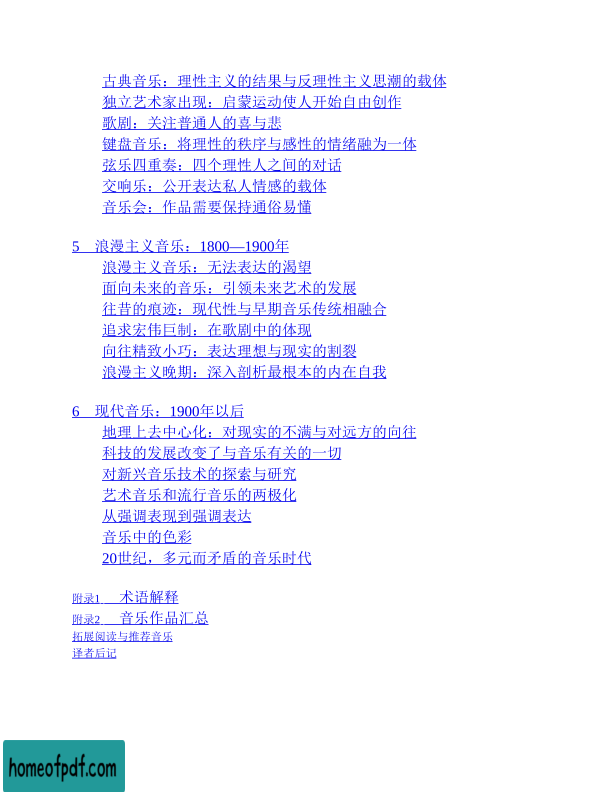 古典音乐：理性主义的结果与反理性主义思潮的载体
独立艺术家出现：启蒙运动使人开始自由创作
歌剧：关注普通人的喜与悲
键盘音乐：将理性的秩序与感性的情绪融为一体
弦乐四重奏：四个理性人之间的对话
交响乐：公开表达私人情感的载体
音乐会：作品需要保持通俗易懂
5 浪漫主义音乐：1800—1900年
浪漫主义音乐：无法表达的渴望
面向未来的音乐：引领未来艺术的发展
往昔的痕迹：现代性与早期音乐传统相融合
追求宏伟巨制：在歌剧中的体现
向往精致小巧：表达理想与现实的割裂
浪漫主义晚期：深入剖析最根本的内在自我
6 现代音乐：1900年以后
地理上去中心化：对现实的不满与对远方的向往
科技的发展改变了与音乐有关的一切
对新兴音乐技术的探索与研究
艺术音乐和流行音乐的两极化
从强调表现到强调表达
音乐中的色彩
20世纪，多元而矛盾的音乐时代
附录1 术语解释
附录2 音乐作品汇总
拓展阅读与推荐音乐
译者后记
homeofpdf.com